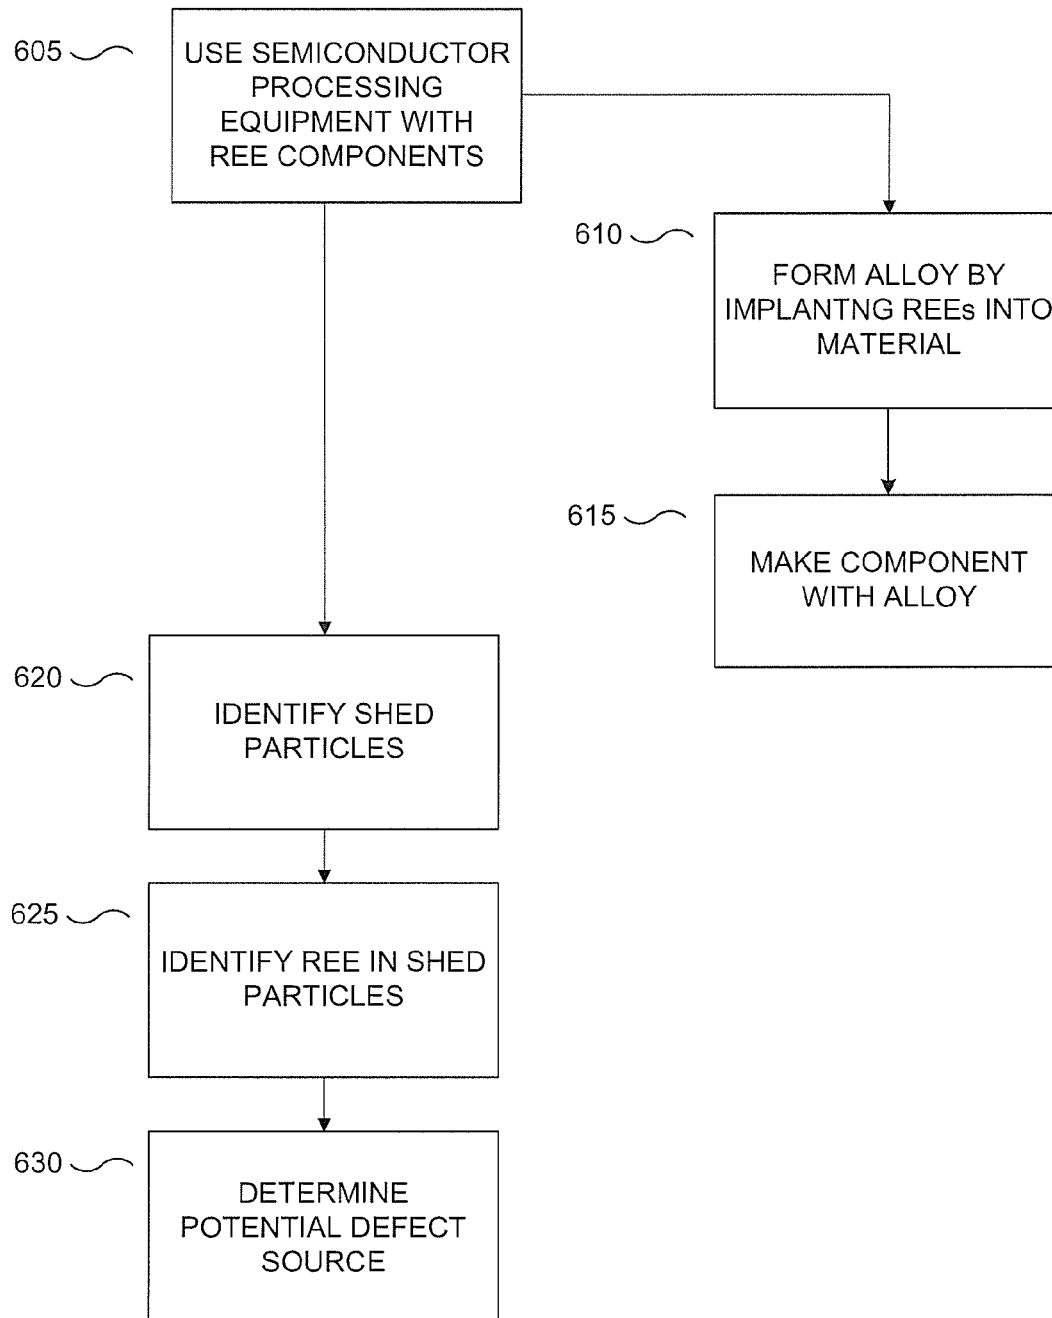 605
USE SEMICONDUCTOR
PROCESSING
EQUIPMENT WITH
REE COMPONENTS
610
FORM ALLOY BY
IMPLANTNG REEs INTO
MATERIAL
615
MAKE COMPONENT
WITH ALLOY
620
IDENTIFY SHED
PARTICLES
625
IDENTIFY REE IN SHED
PARTICLES
630
DETERMINE
POTENTIAL DEFECT
SOURCE